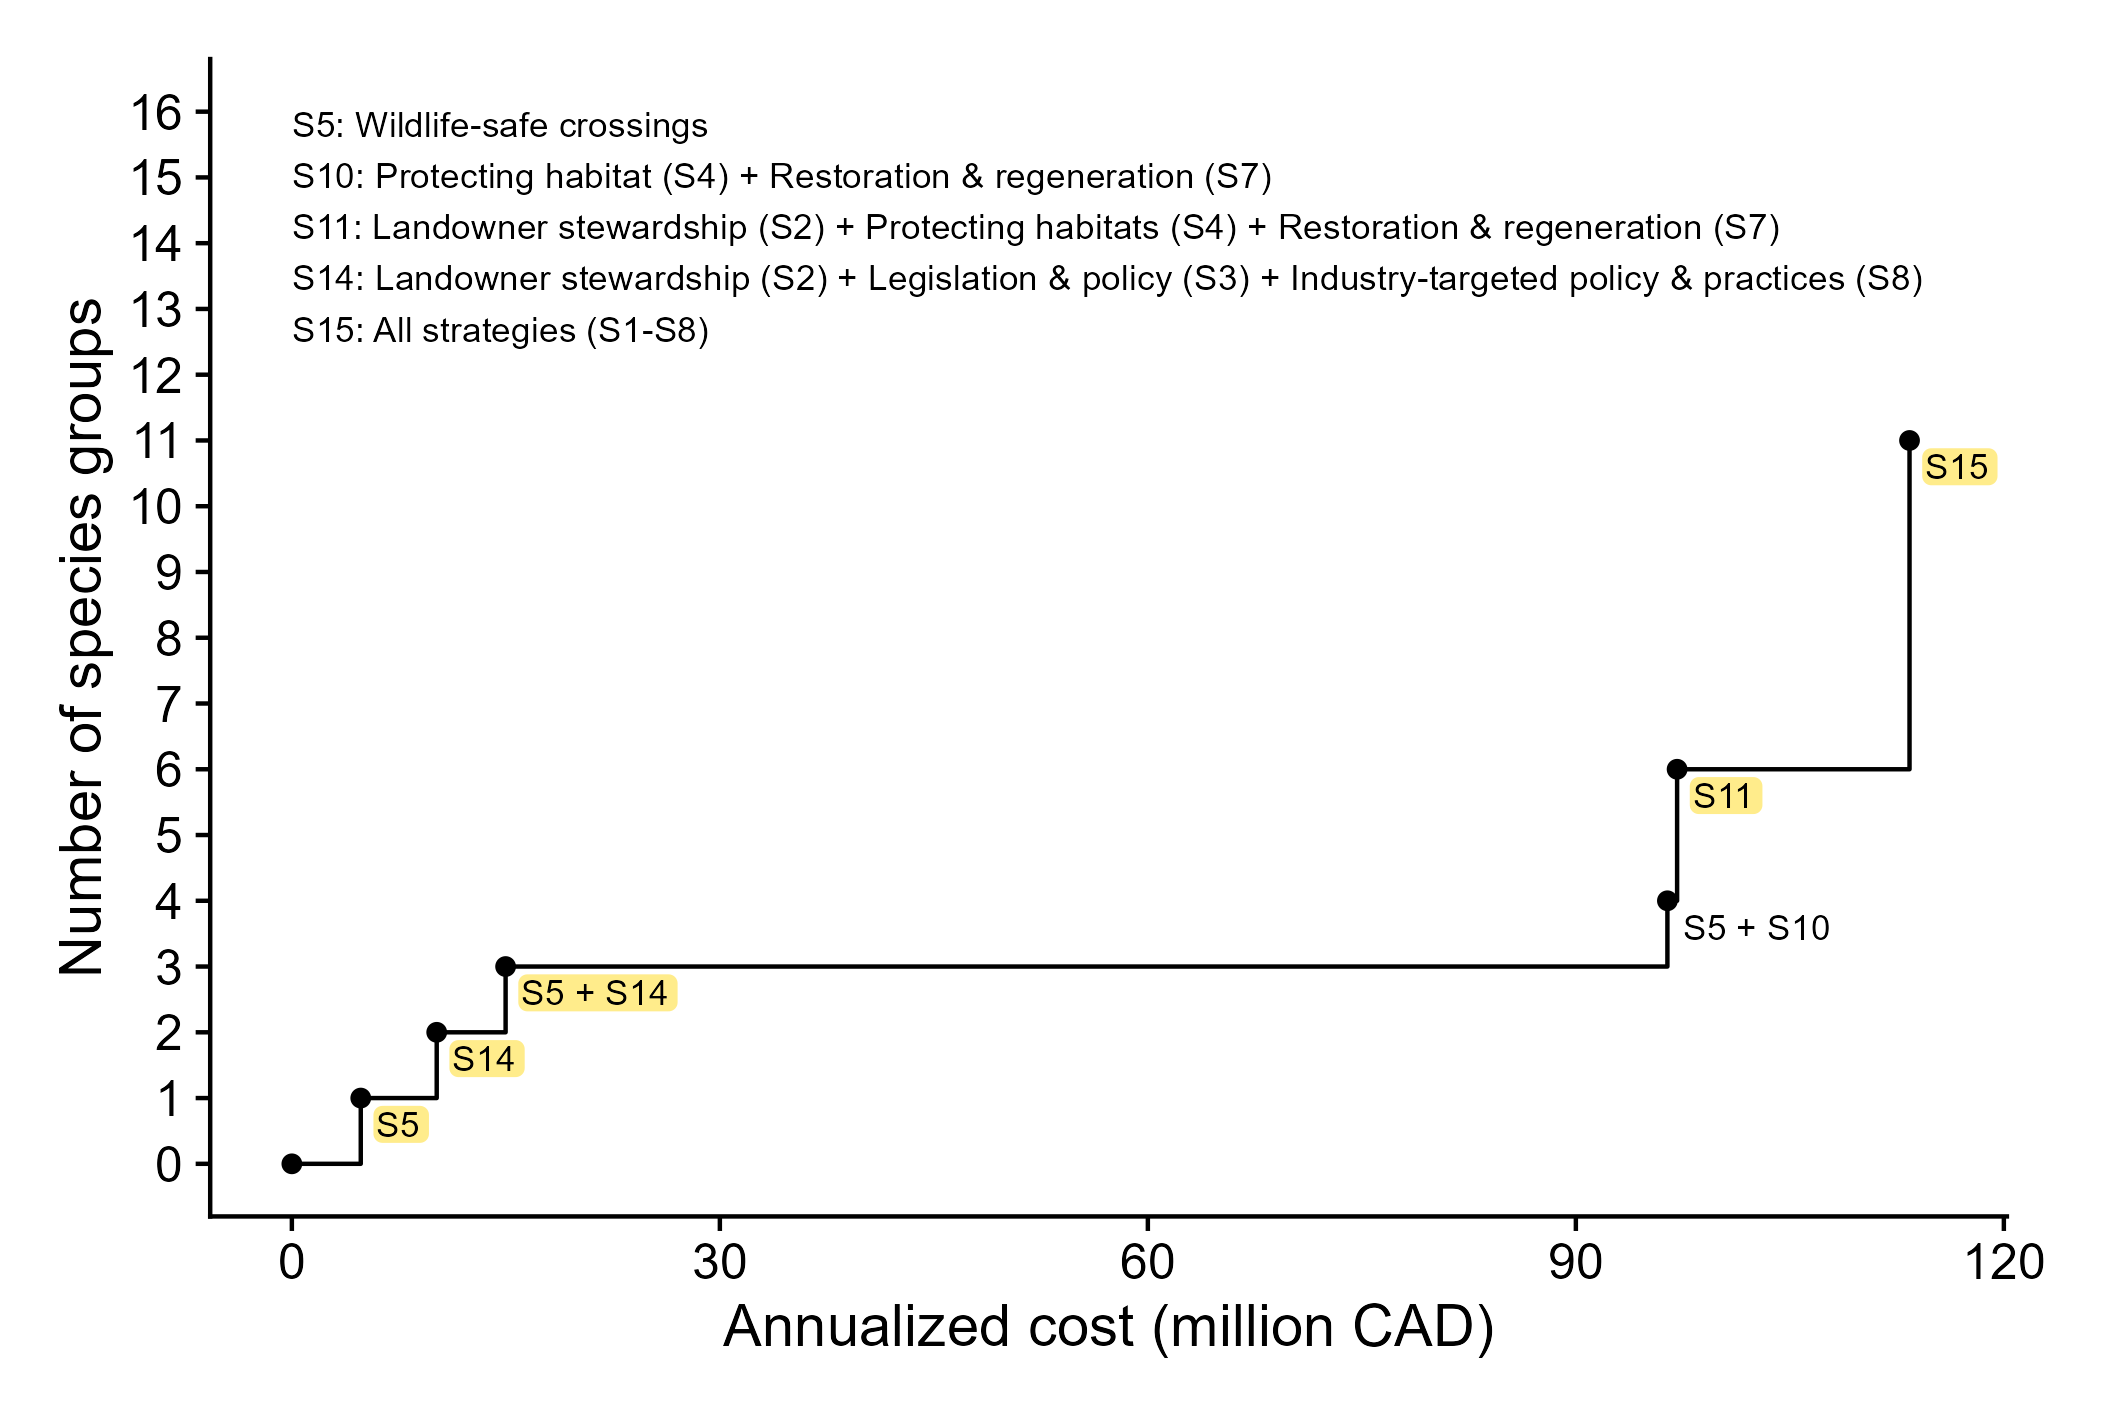 16
15
14
13
12
11
10
9
8
7
6
5
4
3
2
1
0
Number of species groups
S5: Wildlife-safe crossings
S10: Protecting habitat (S4) + Restoration & regeneration (S7)
S11: Landowner stewardship (S2) + Protecting habitats (S4) + Restoration & regeneration (S7)
S14: Landowner stewardship (S2) + Legislation & policy (S3) + Industry-targeted policy & practices (S8)
S15: All strategies (S1-S8)
S15
S11
S5 + S10
S5 + S14
S14
S5
0 30 60 90 120
Annualized cost (million CAD)